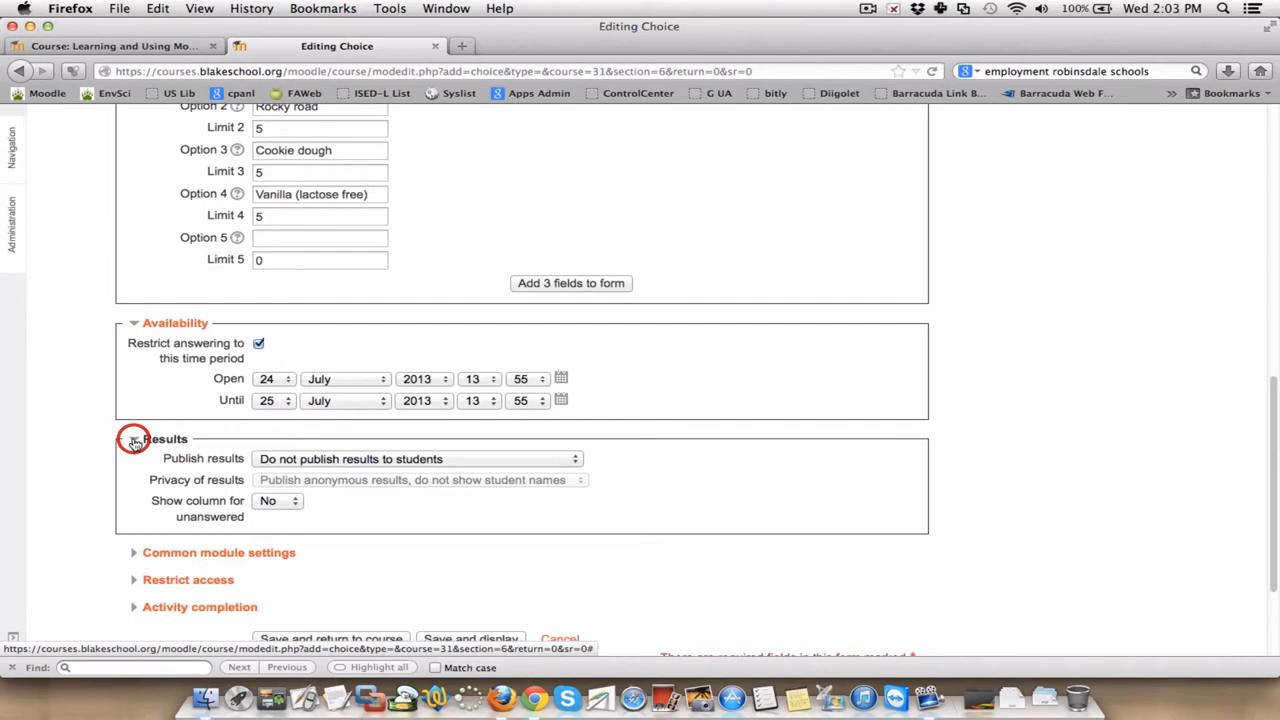 Firefox File Edit View History Bookmarks Tools Window Help 100% Wed 2:03 PM
Editing Choice
Course: Learning and Using Mo... Editing Choice
https://courses.blakeschool.org/moodle/course/modedit.php?add=choice&type=&course=31&section=6&return=0&sr=0 employment robinsdale schools
Moodle EnvSci US Lib cpanl FAWeb ISED-L List Syslist Apps Admin ControlCenter G UA bitly Diigolet Barracuda Link B... Barracuda Web F... » Bookmarks
Navigation
Administration
Option 2 Rocky road
Limit 2 5
Option 3 Cookie dough
Limit 3 5
Option 4 Vanilla (lactose free)
Limit 4 5
Option 5
Limit 5 0
Add 3 fields to form
Availability
Restrict answering to
this time period
Open 24 July 2013 13 55
Until 25 July 2013 13 55
Results
Publish results Do not publish results to students
Privacy of results Publish anonymous results, do not show student names
Show column for No
unanswered
Common module settings
Restrict access
Activity completion
Save and return to course Save and display Cancel
https://courses.blakeschool.org/moodle/course/modedit.php?add=choice&type=&course=31&section=6&return=0&sr=0#
There are required fields in this form marked *
Find: Next Previous Highlight all Match case